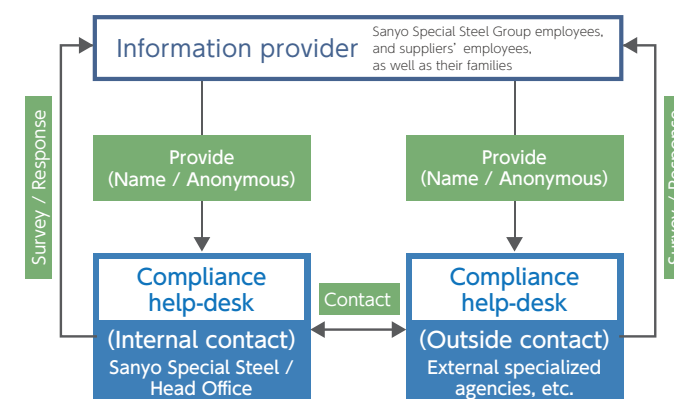 Information provider
Sanyo Special Steel Group employees,
and suppliers' employees,
as well as their families
Survey / Response
Provide
(Name / Anonymous)
Provide
(Name / Anonymous)
Survey / Response
Compliance
help-desk
(Internal contact)
Sanyo Special Steel /
Head Office
Contact
Compliance
help-desk
(Outside contact)
External specialized
agencies, etc.